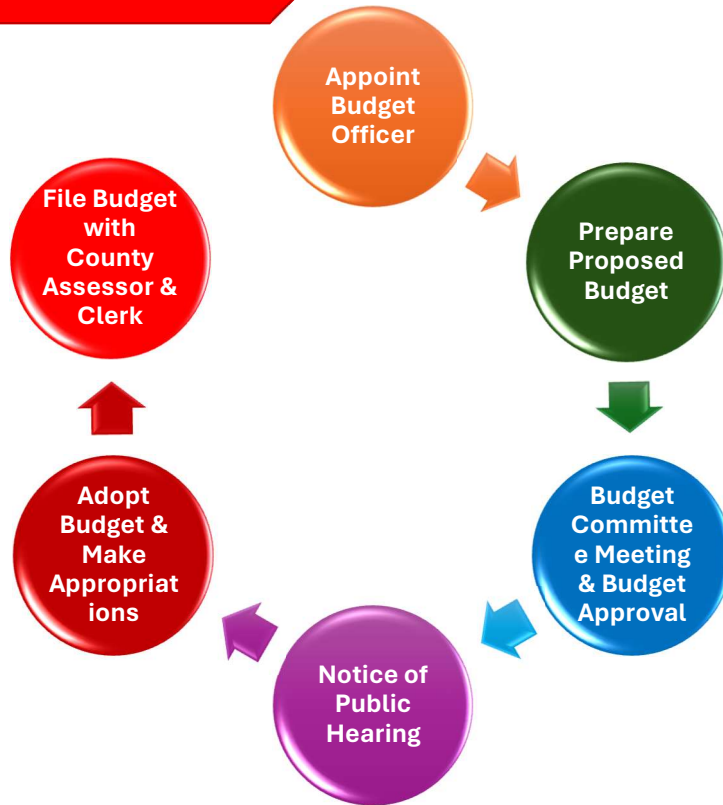 Appoint
Budget
Officer
Prepare
Proposed
Budget
Budget
Committe
e Meeting
& Budget
Approval
Notice of
Public
Hearing
Adopt
Budget &
Make
Appropriat
ions
File Budget
with
County
Assessor &
Clerk